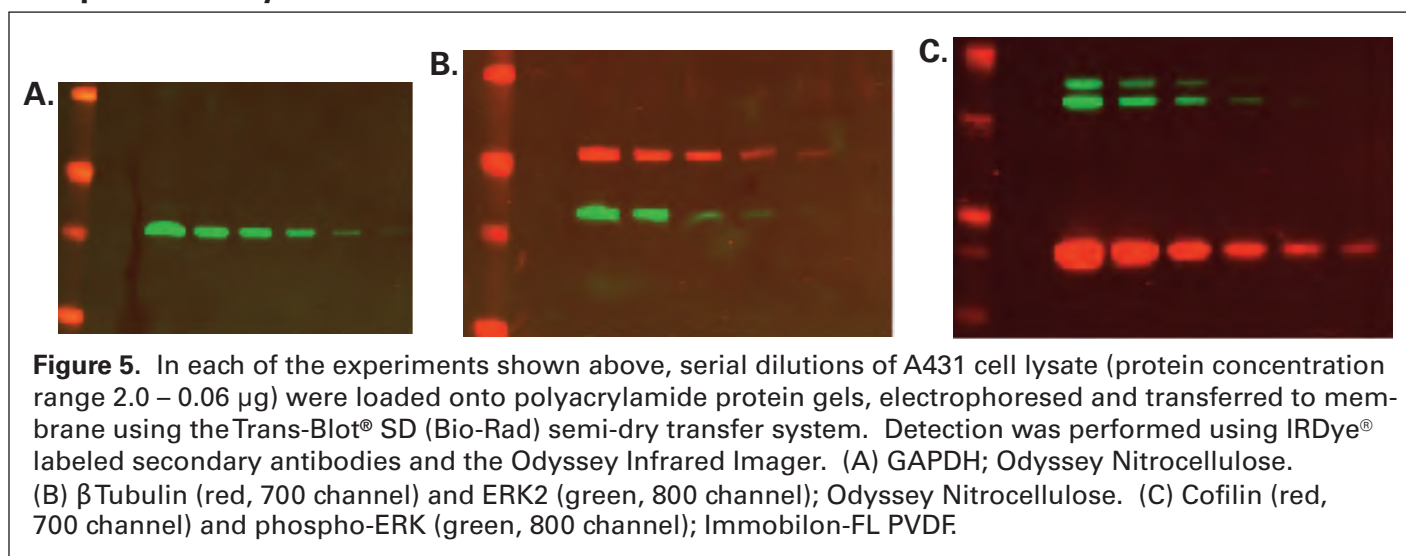 A.
B.
C.
Figure 5. In each of the experiments shown above, serial dilutions of A431 cell lysate (protein concentration
range 2.0 – 0.06 µg) were loaded onto polyacrylamide protein gels, electrophoresed and transferred to mem-
brane using the Trans-Blot® SD (Bio-Rad) semi-dry transfer system. Detection was performed using IRDye®
labeled secondary antibodies and the Odyssey Infrared Imager. (A) GAPDH; Odyssey Nitrocellulose.
(B) β Tubulin (red, 700 channel) and ERK2 (green, 800 channel); Odyssey Nitrocellulose. (C) Cofilin (red,
700 channel) and phospho-ERK (green, 800 channel); Immobilon-FL PVDF.